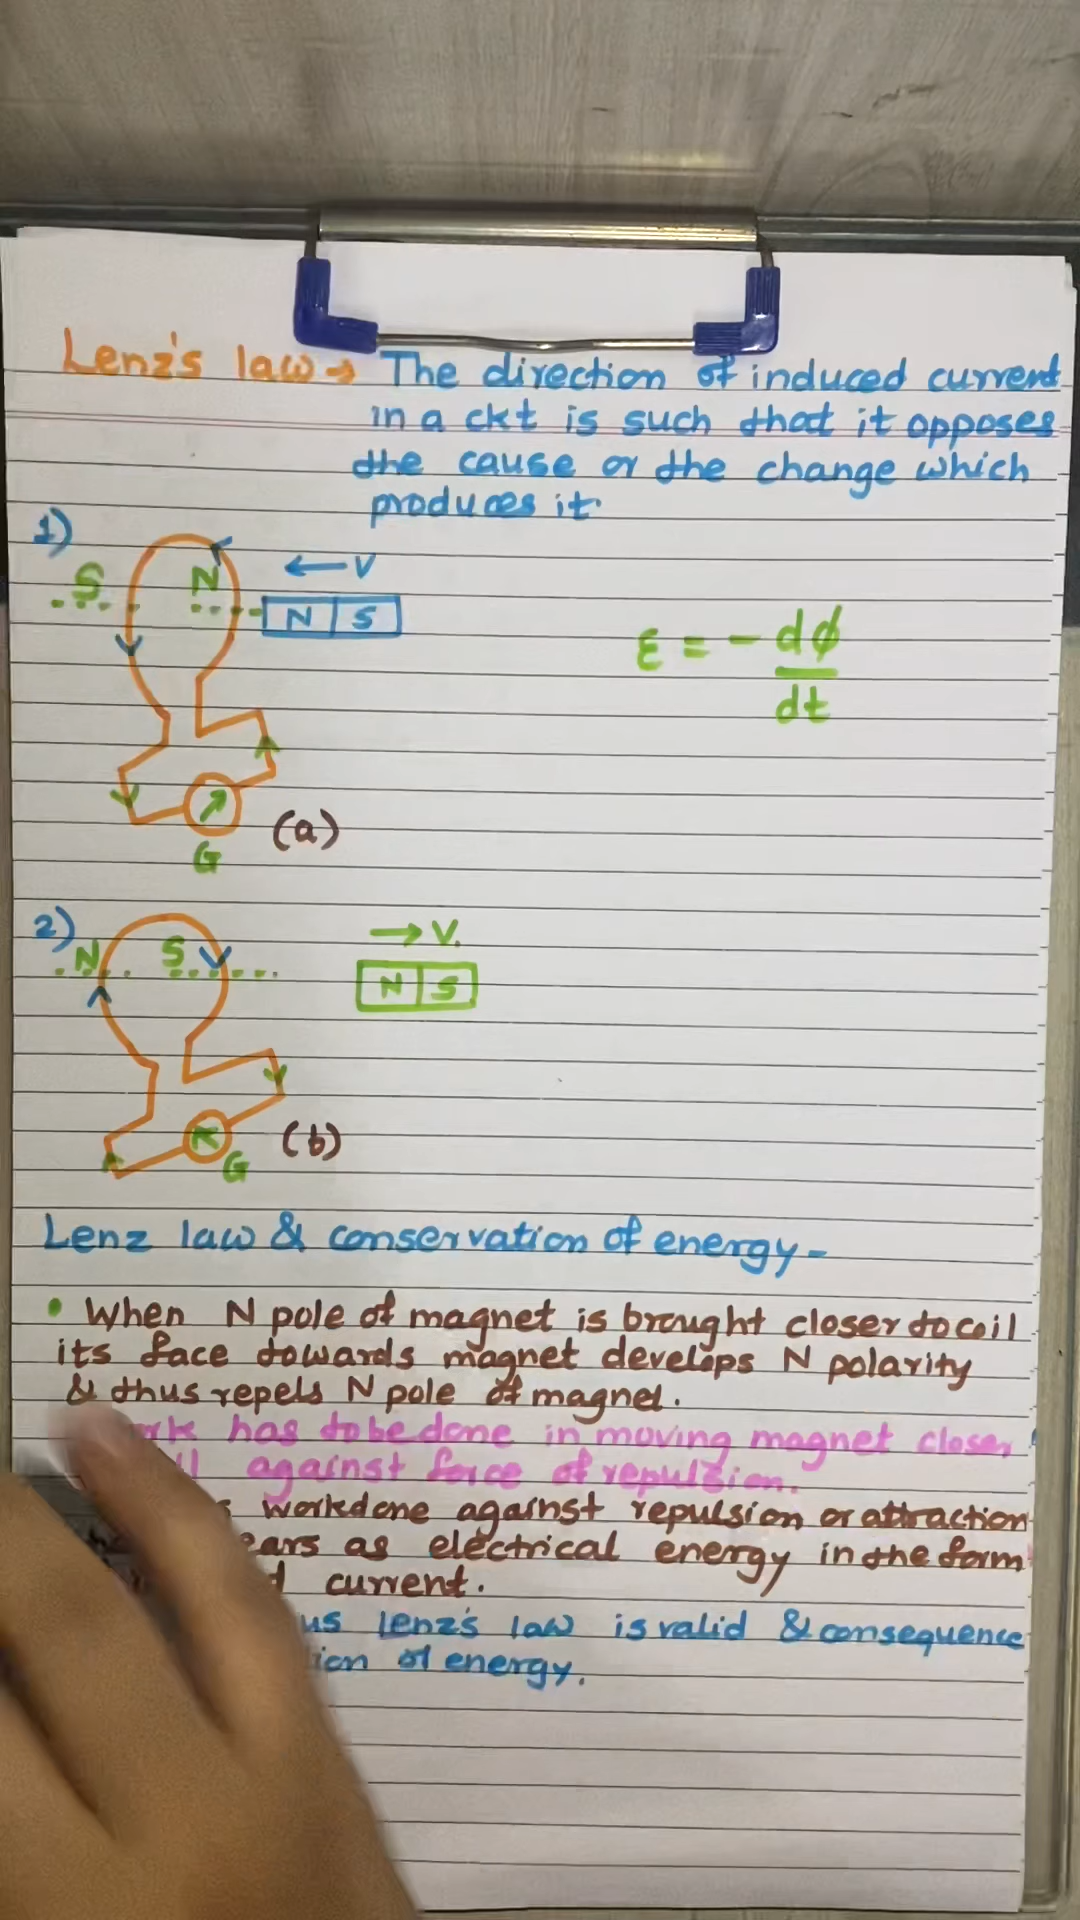 Lenz's law → The direction of induced current
in a ckt is such that it opposes
the cause or the change which
produces it.
1)
S N ← V
N S
ε = - dφ
dt
G (a)
2)
N S → V.
N S
G (b)
Lenz law & conservation of energy -
• When N pole of magnet is brought closer to coil
its face towards magnet develops N polarity
& thus repels N pole of magnet.
has to be done in moving magnet closer
against force of repulsion.
workdone against repulsion or attraction
as electrical energy in the form
current.
lenz's law is valid & consequence
of energy.